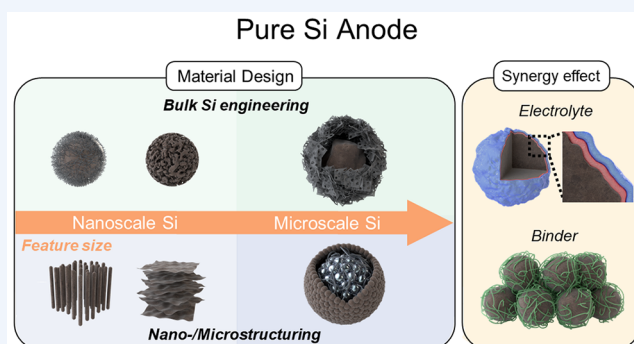 Pure Si Anode
Material Design
Synergy effect
Bulk Si engineering
Electrolyte
Nanoscale Si
Microscale Si
Feature size
Binder
Nano-/Microstructuring